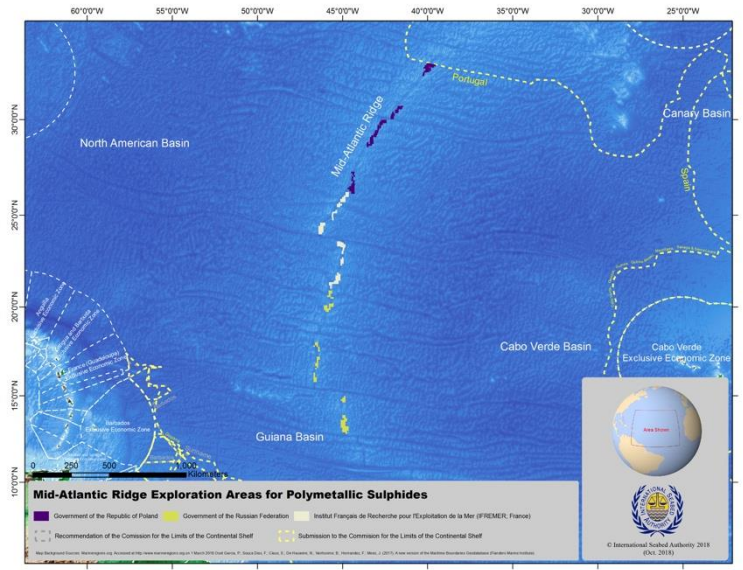 55°0'0"W 50°0'0"W 45°0'0"W 40°0'0"W 35°0'0"W 30°0'0"W 25°0'0"W
30°0'0"N
25°0'0"N
20°0'0"N
15°0'0"N
10°0'0"N
Portugal
Canary Basin
Mid-Atlantic Ridge
North American Basin
Spain
Cabo Verde Basin
Cabo Verde
Exclusive Economic Zone
France (Guadeloupe)
Barbados
Exclusive Economic Zone
Guiana Basin
Area Shown
0 250 500 1 000
Kilometers
Mid-Atlantic Ridge Exploration Areas for Polymetallic Sulphides
Government of the Republic of Poland Government of the Russian Federation Institut Français de Recherche pour l'Exploitation de la Mer (IFREMER; France)
Recommendation of the Comission for the Limits of the Continental Shelf Submission to the Commision for the Limits of the Continental Shelf
INTERNATIONAL SEABED AUTHORITY
© International Seabed Authority 2018
(Oct. 2018)